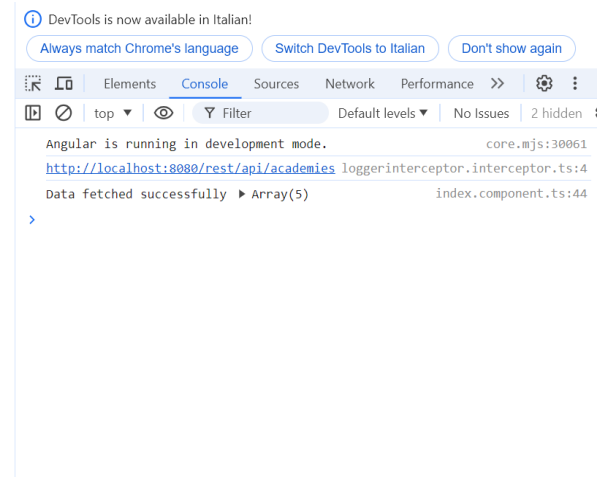 DevTools is now available in Italian!
Always match Chrome's language Switch DevTools to Italian Don't show again
Elements Console Sources Network Performance
top Filter Default levels No Issues 2 hidden
Angular is running in development mode. core.mjs:30061
http://localhost:8080/rest/api/academies loggerinterceptor.interceptor.ts:4
Data fetched successfully Array(5) index.component.ts:44